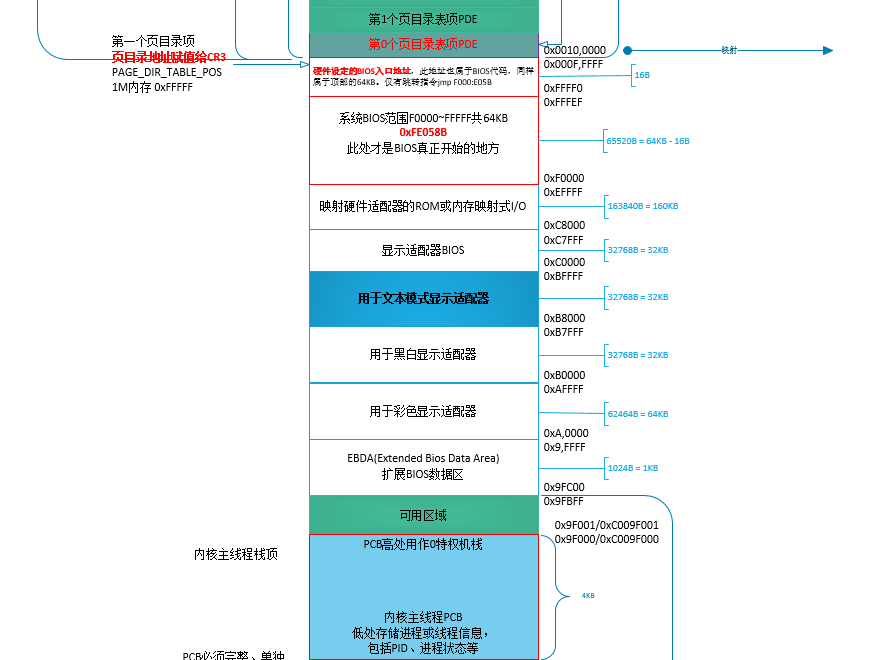 第1个页目录表项PDE
第0个页目录表项PDE
第一个页目录项
页目录地址赋值给CR3
PAGE_DIR_TABLE_POS
1M内存 0xFFFFF
0x0010,0000
0x000F,FFFF
映射
硬件设定的BIOS入口地址，此地址也属于BIOS代码，同样
属于顶部的64KB。仅有跳转指令jmp F000:E05B
16B
0xFFFF0
0xFFFEF
系统BIOS范围F0000~FFFFF共64KB
0xFE058B
此处才是BIOS真正开始的地方
65520B = 64KB - 16B
0xF0000
0xEFFFF
映射硬件适配器的ROM或内存映射式I/O
163840B = 160KB
0xC8000
0xC7FFF
显示适配器BIOS
32768B = 32KB
0xC0000
0xBFFFF
用于文本模式显示适配器
32768B = 32KB
0xB8000
0xB7FFF
用于黑白显示适配器
32768B = 32KB
0xB0000
0xAFFFF
用于彩色显示适配器
62464B = 64KB
0xA,0000
0x9,FFFF
EBDA(Extended Bios Data Area)
扩展BIOS数据区
1024B = 1KB
0x9FC00
0x9FBFF
可用区域
0x9F001/0xC009F001
0x9F000/0xC009F000
PCB高处用作0特权机栈
内核主线程栈顶
4KB
内核主线程PCB
低处存储进程或线程信息，
包括PID、进程状态等
PCB必须完整、单独